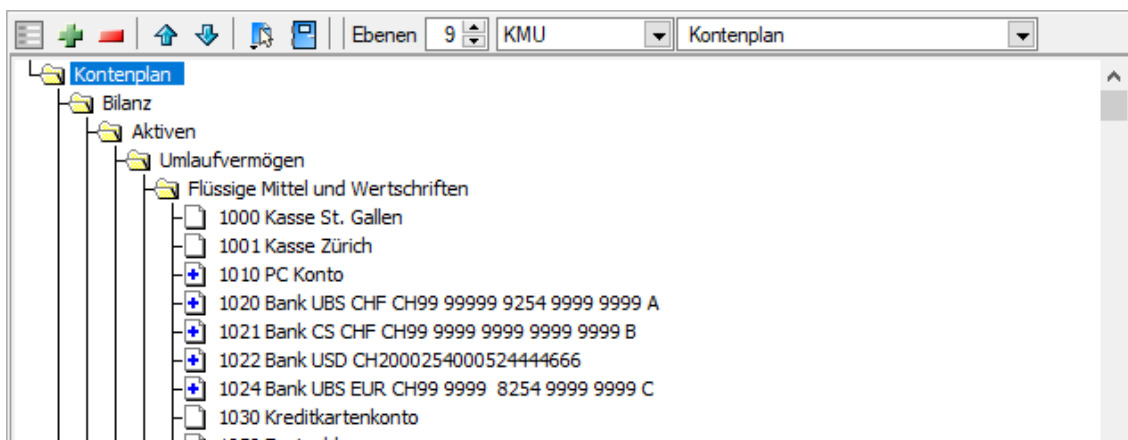 Ebenen 9 KMU Kontenplan
Kontenplan
Bilanz
Aktiven
Umlaufvermögen
Flüssige Mittel und Wertschriften
1000 Kasse St. Gallen
1001 Kasse Zürich
1010 PC Konto
1020 Bank UBS CHF CH99 99999 9254 9999 9999 A
1021 Bank CS CHF CH99 9999 9999 9999 9999 B
1022 Bank USD CH2000254000524444666
1024 Bank UBS EUR CH99 9999  8254 9999 9999 C
1030 Kreditkartenkonto